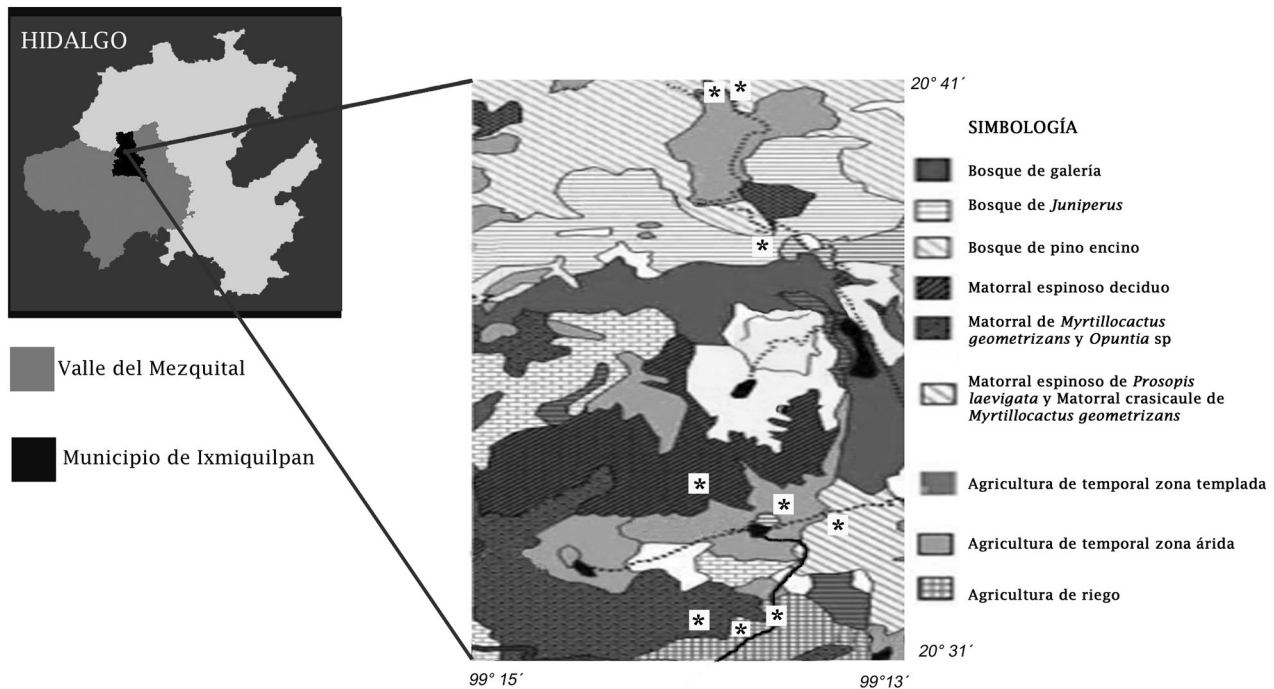 HIDALGO
Valle del Mezquital
Municipio de Ixmiquilpan
20° 41´
SIMBOLOGÍA
Bosque de galería
Bosque de Juniperus
Bosque de pino encino
Matorral espinoso deciduo
Matorral de Myrtillocactus
geometrizans y Opuntia sp
Matorral espinoso de Prosopis
laevigata y Matorral crasicaule de
Myrtillocactus geometrizans
Agricultura de temporal zona templada
Agricultura de temporal zona árida
Agricultura de riego
20° 31´
99° 15´
99°13´